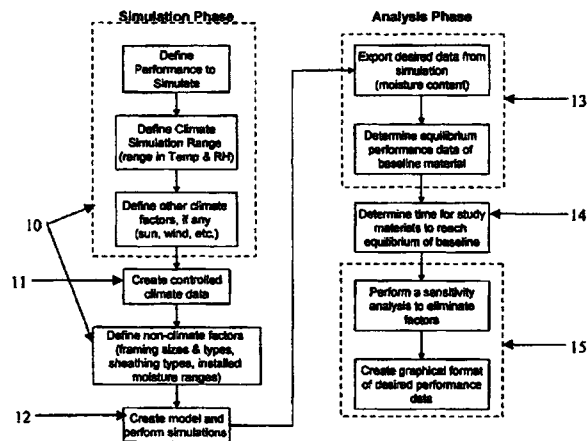 Simulation Phase
Define
Performance to
Simulate
Define Climate
Simulation Range
(range in Temp & RH)
Define other climate
factors, if any
(sun, wind, etc.)
10
11
Create controlled
climate data
Define non-climate factors
(framing sizes & types,
sheathing types, installed
moisture ranges)
12
Create model and
perform simulations
Analysis Phase
Export desired data from
simulation
(moisture content)
13
Determine equilibrium
performance data of
baseline material
Determine time for study
materials to reach
equilibrium of baseline
14
Perform a sensitivity
analysis to eliminate
factors
15
Create graphical format
of desired performance
data